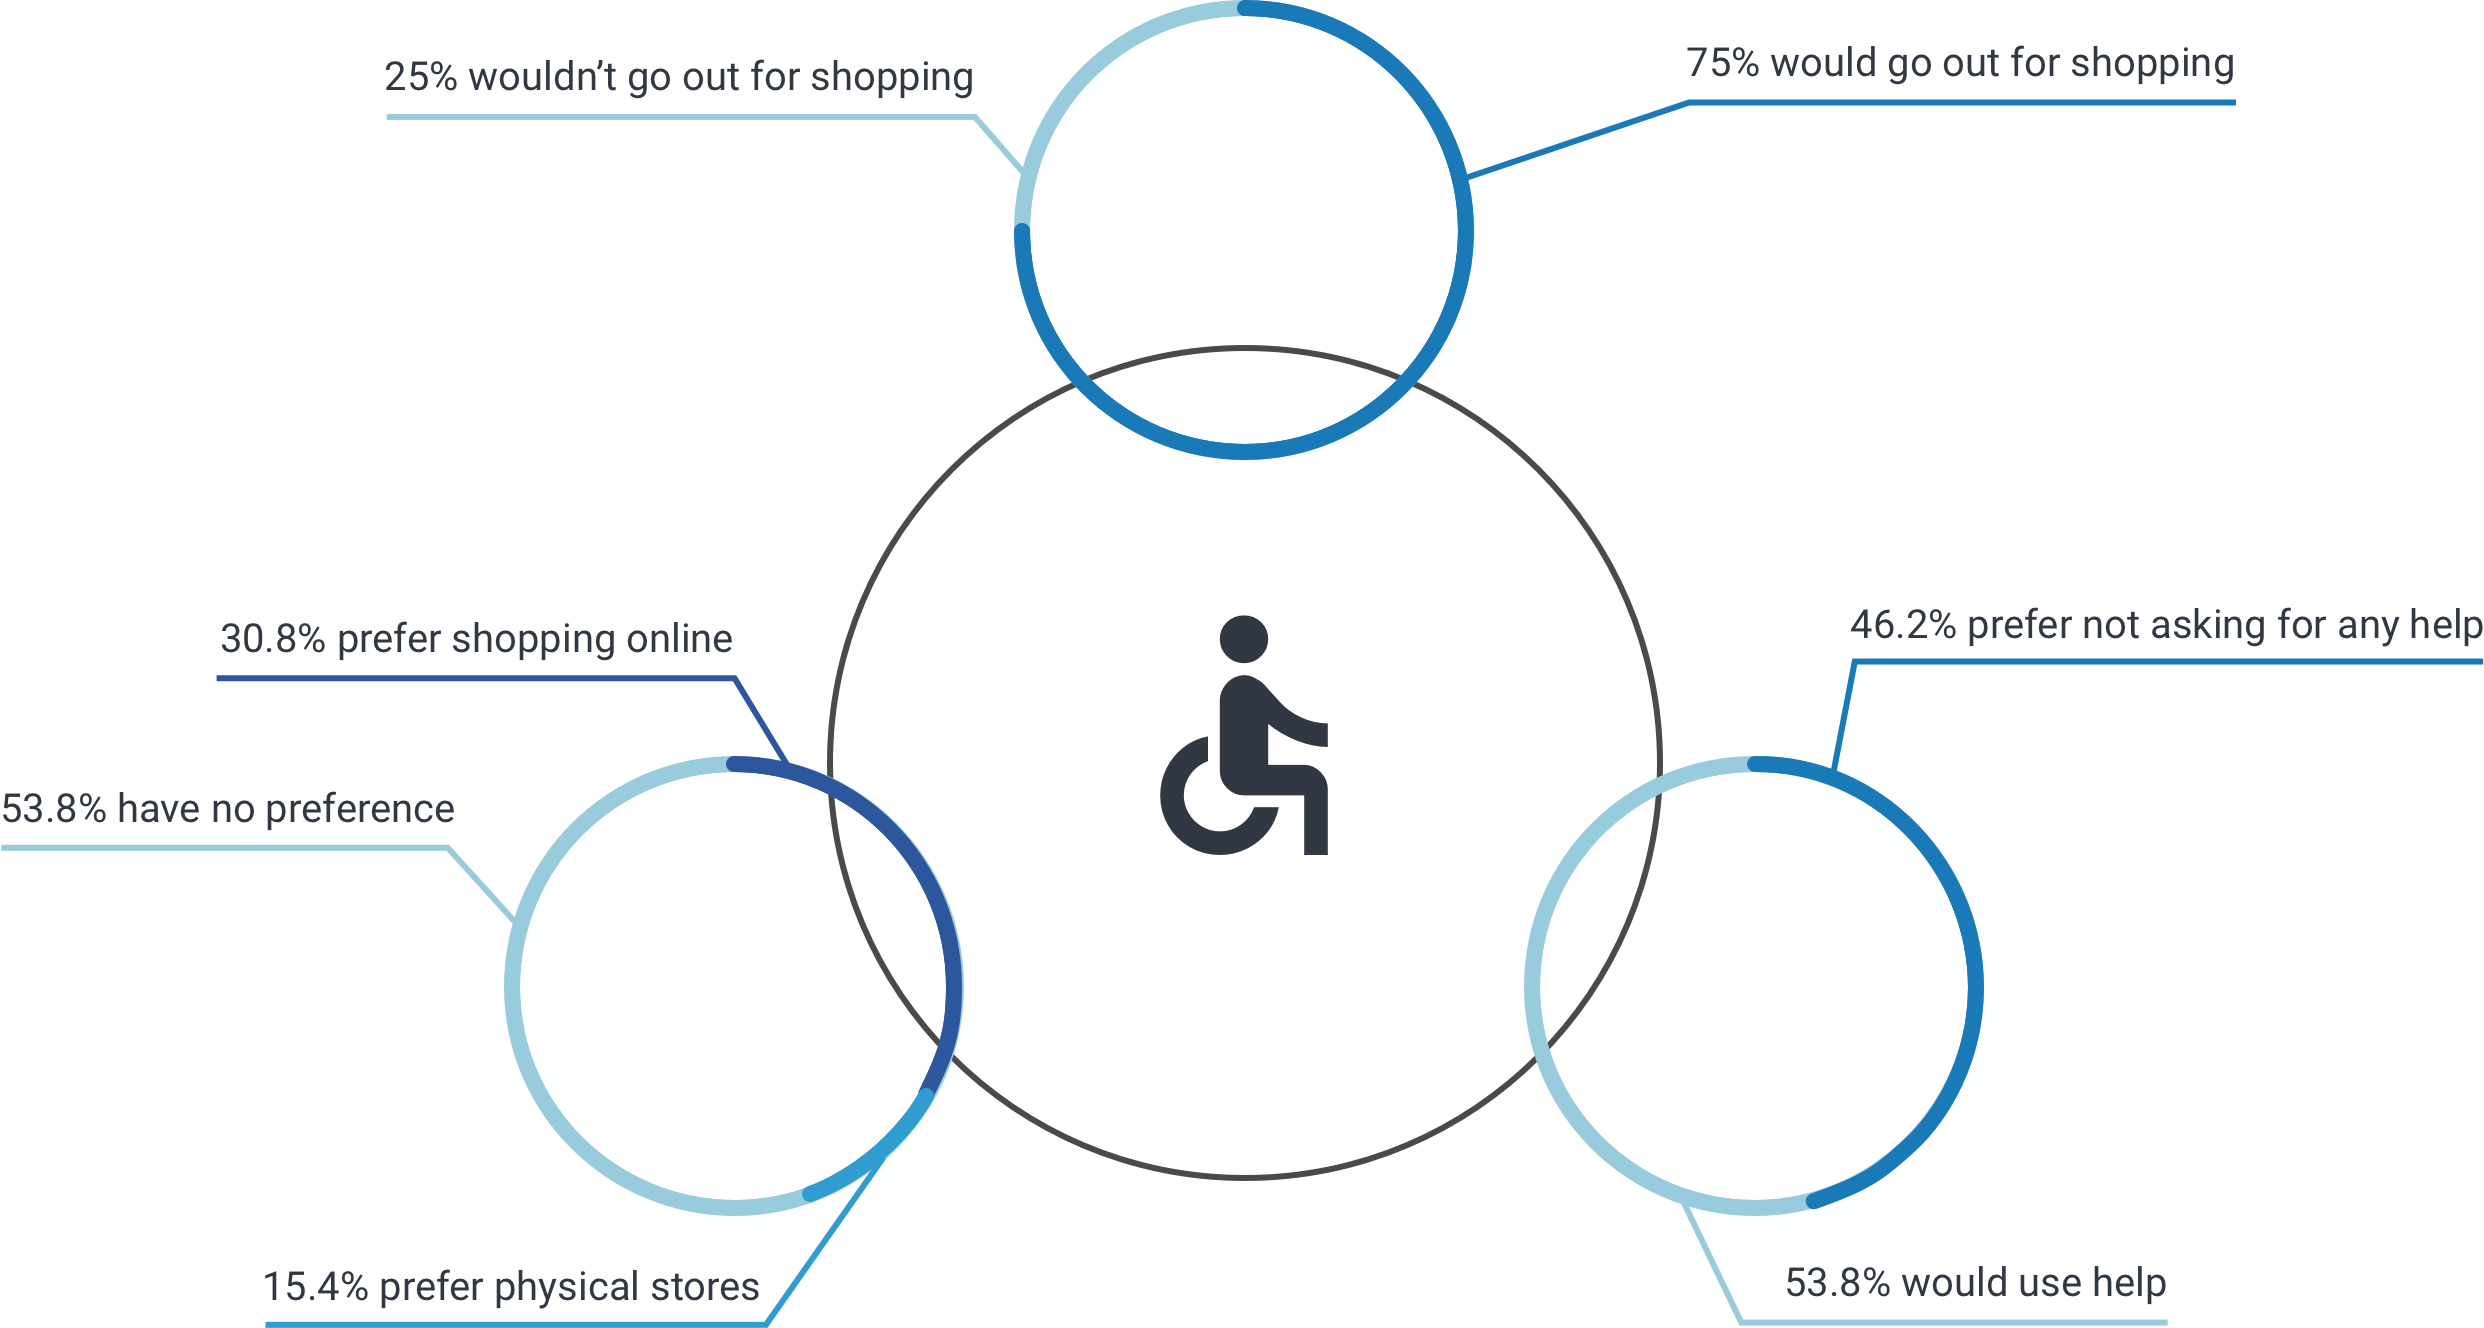 25% wouldn’t go out for shopping
75% would go out for shopping
30.8% prefer shopping online
46.2% prefer not asking for any help
53.8% have no preference
15.4% prefer physical stores
53.8% would use help